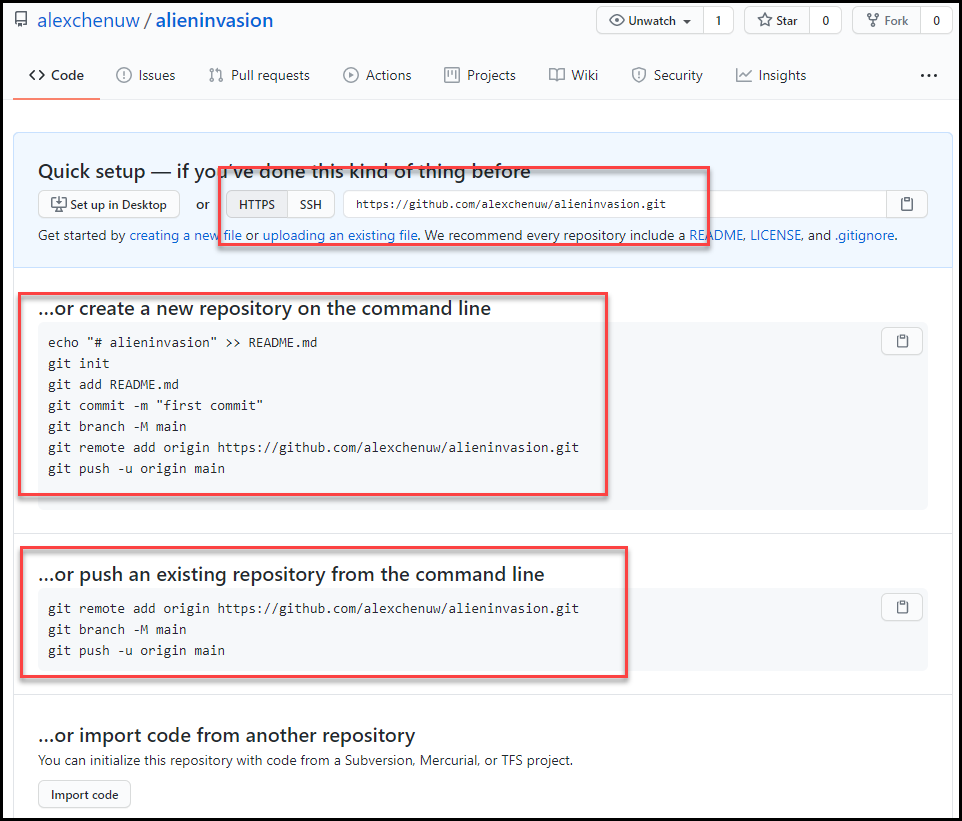 alexchenuw / alieninvasion
Unwatch 1 Star 0 Fork 0
Code Issues Pull requests Actions Projects Wiki Security Insights ...
Quick setup — if you've done this kind of thing before
Set up in Desktop or HTTPS SSH https://github.com/alexchenuw/alieninvasion.git
Get started by creating a new file or uploading an existing file. We recommend every repository include a README, LICENSE, and .gitignore.
...or create a new repository on the command line
echo "# alieninvasion" >> README.md
git init
git add README.md
git commit -m "first commit"
git branch -M main
git remote add origin https://github.com/alexchenuw/alieninvasion.git
git push -u origin main
...or push an existing repository from the command line
git remote add origin https://github.com/alexchenuw/alieninvasion.git
git branch -M main
git push -u origin main
...or import code from another repository
You can initialize this repository with code from a Subversion, Mercurial, or TFS project.
Import code